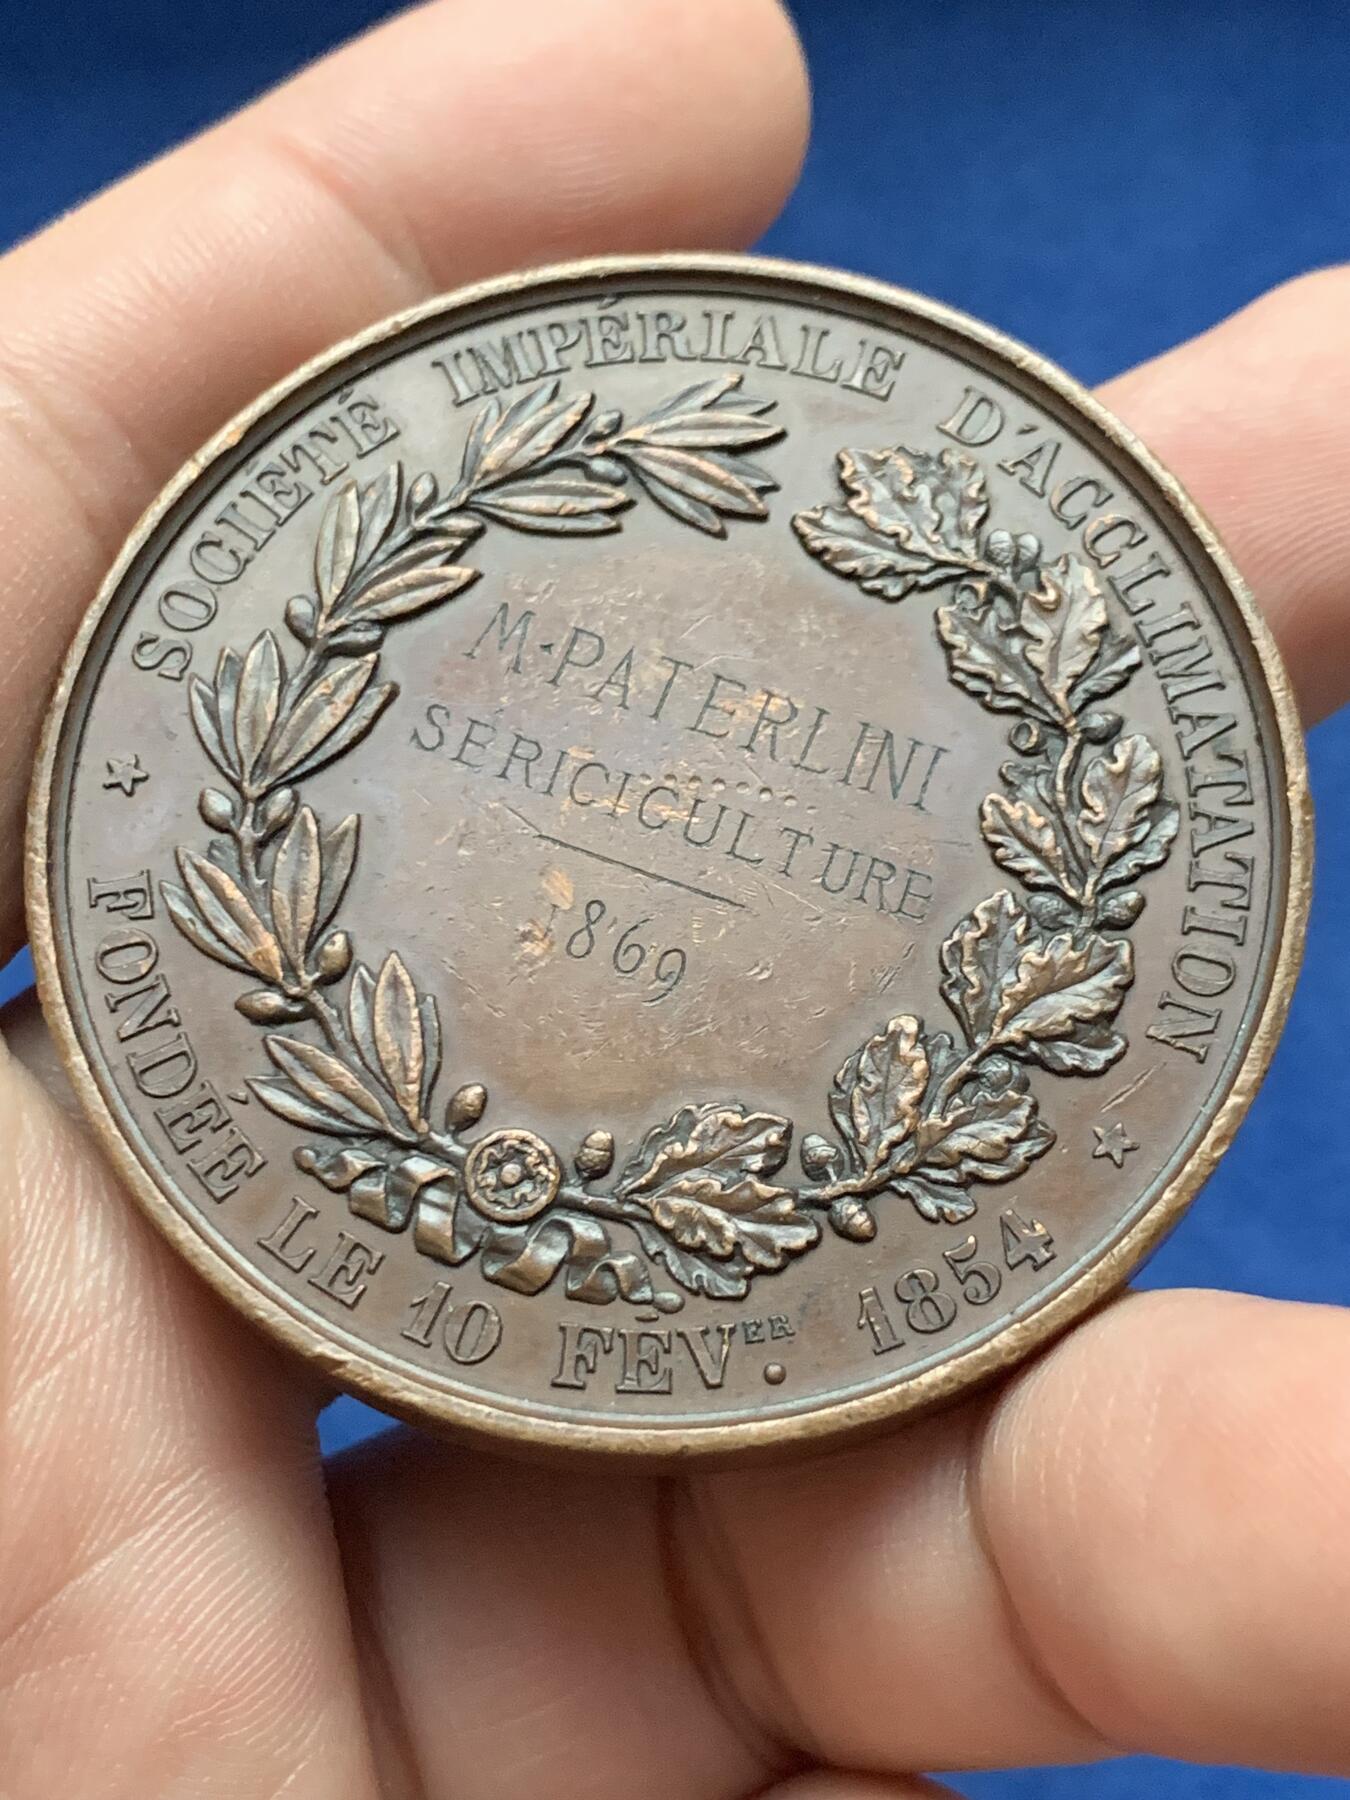 SOCIÉTÉ IMPÉRIALE D'ACCLIMATATION
M·PATERLINI
SÉRICICULTURE
1869
FONDÉE LE 10 FÉVER. 1854